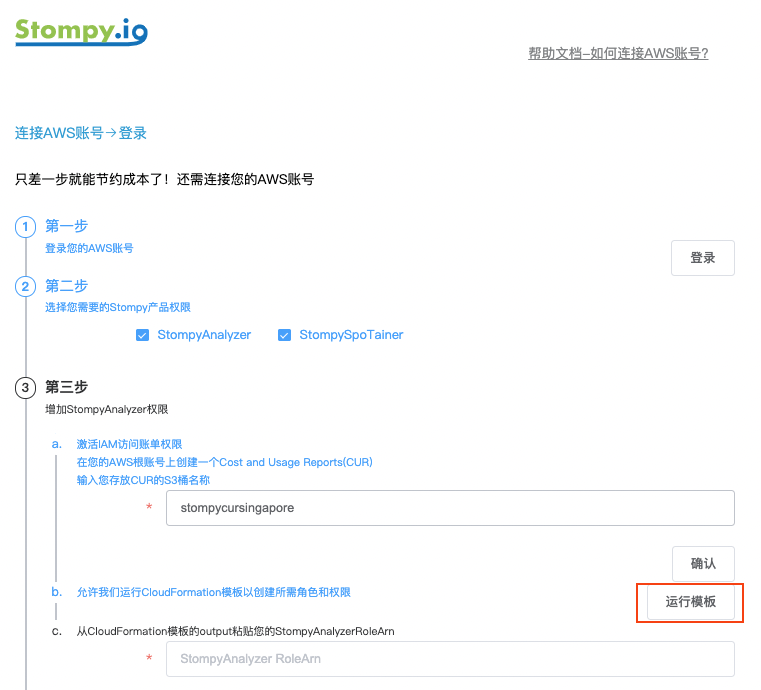 Stompy.io
帮助文档-如何连接AWS账号?
连接AWS账号→登录
只差一步就能节约成本了！还需连接您的AWS账号
1 第一步
登录您的AWS账号
登录
2 第二步
选择您需要的Stompy产品权限
StompyAnalyzer StompySpoTainer
3 第三步
增加StompyAnalyzer权限
a. 激活IAM访问账单权限
在您的AWS根账号上创建一个Cost and Usage Reports(CUR)
输入您存放CUR的S3桶名称
* stompycursingapore
确认
b. 允许我们运行CloudFormation模板以创建所需角色和权限
运行模板
c. 从CloudFormation模板的output粘贴您的StompyAnalyzerRoleArn
* StompyAnalyzer RoleArn